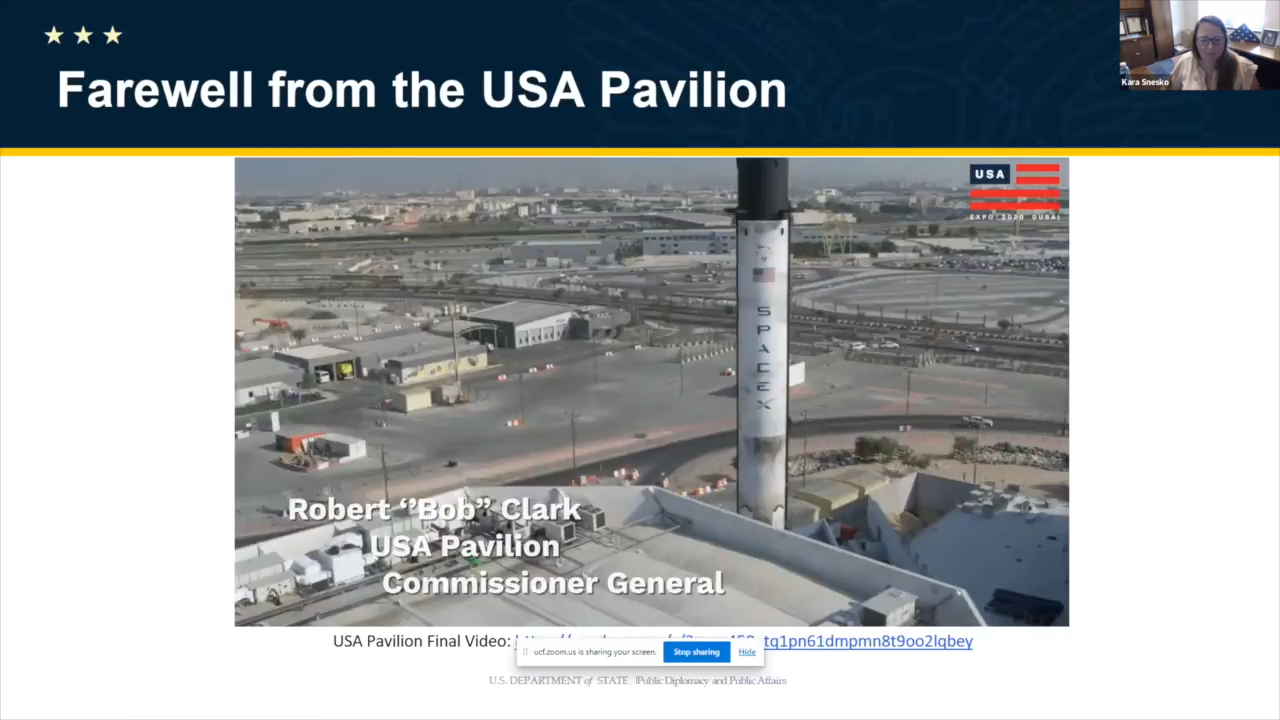 Farewell from the USA Pavilion
Kara Snesko
USA
EXPO 2020 DUBAI
SPACEX
Robert “Bob” Clark
USA Pavilion
Commissioner General
USA Pavilion Final Video: tq1pn61dmpmn8t9oo2lqbey
ucf.zoom.us is sharing your screen. Stop sharing Hide
U.S. DEPARTMENT of STATE Public Diplomacy and Public Affairs